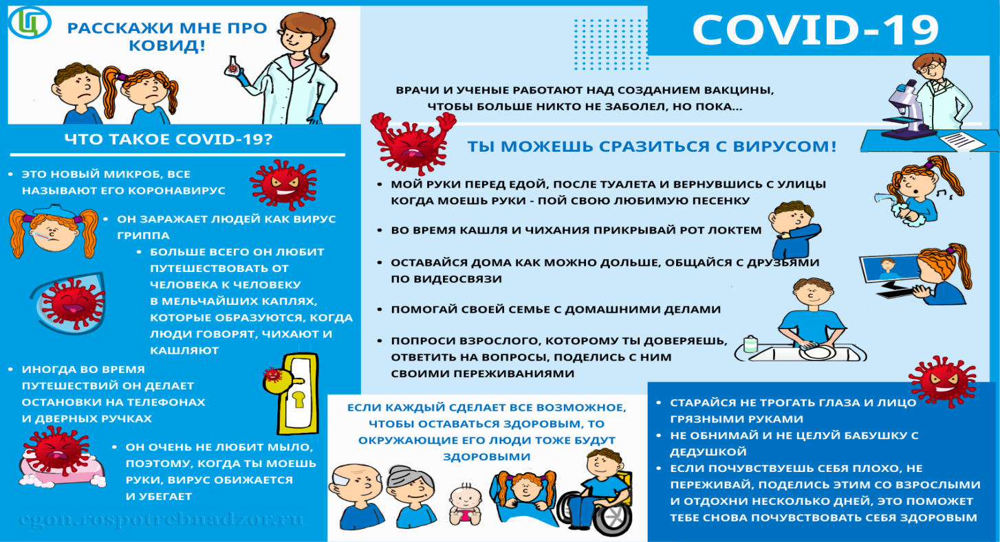 РАССКАЖИ МНЕ ПРО
КОВИД!
ЧТО ТАКОЕ COVID-19?
• ЭТО НОВЫЙ МИКРОБ, ВСЕ
НАЗЫВАЮТ ЕГО КОРОНАВИРУС
• ОН ЗАРАЖАЕТ ЛЮДЕЙ КАК ВИРУС
ГРИППА
• БОЛЬШЕ ВСЕГО ОН ЛЮБИТ
ПУТЕШЕСТВОВАТЬ ОТ
ЧЕЛОВЕКА К ЧЕЛОВЕКУ
В МЕЛЬЧАЙШИХ КАПЛЯХ,
КОТОРЫЕ ОБРАЗУЮТСЯ, КОГДА
ЛЮДИ ГОВОРЯТ, ЧИХАЮТ И
КАШЛЯЮТ
• ИНОГДА ВО ВРЕМЯ
ПУТЕШЕСТВИЙ ОН ДЕЛАЕТ
ОСТАНОВКИ НА ТЕЛЕФОНАХ
И ДВЕРНЫХ РУЧКАХ
• ОН ОЧЕНЬ НЕ ЛЮБИТ МЫЛО,
ПОЭТОМУ, КОГДА ТЫ МОЕШЬ
РУКИ, ВИРУС ОБИЖАЕТСЯ
И УБЕГАЕТ
cgon.rospotrebnadzor.ru
COVID-19
ВРАЧИ И УЧЕНЫЕ РАБОТАЮТ НАД СОЗДАНИЕМ ВАКЦИНЫ,
ЧТОБЫ БОЛЬШЕ НИКТО НЕ ЗАБОЛЕЛ, НО ПОКА...
ТЫ МОЖЕШЬ СРАЗИТЬСЯ С ВИРУСОМ!
• МОЙ РУКИ ПЕРЕД ЕДОЙ, ПОСЛЕ ТУАЛЕТА И ВЕРНУВШИСЬ С УЛИЦЫ
КОГДА МОЕШЬ РУКИ - ПОЙ СВОЮ ЛЮБИМУЮ ПЕСЕНКУ
• ВО ВРЕМЯ КАШЛЯ И ЧИХАНИЯ ПРИКРЫВАЙ РОТ ЛОКТЕМ
• ОСТАВАЙСЯ ДОМА КАК МОЖНО ДОЛЬШЕ, ОБЩАЙСЯ С ДРУЗЬЯМИ
ПО ВИДЕОСВЯЗИ
• ПОМОГАЙ СВОЕЙ СЕМЬЕ С ДОМАШНИМИ ДЕЛАМИ
• ПОПРОСИ ВЗРОСЛОГО, КОТОРОМУ ТЫ ДОВЕРЯЕШЬ,
ОТВЕТИТЬ НА ВОПРОСЫ, ПОДЕЛИСЬ С НИМ
СВОИМИ ПЕРЕЖИВАНИЯМИ
ЕСЛИ КАЖДЫЙ СДЕЛАЕТ ВСЕ ВОЗМОЖНОЕ,
ЧТОБЫ ОСТАВАТЬСЯ ЗДОРОВЫМ, ТО
ОКРУЖАЮЩИЕ ЕГО ЛЮДИ ТОЖЕ БУДУТ
ЗДОРОВЫМИ
• СТАРАЙСЯ НЕ ТРОГАТЬ ГЛАЗА И ЛИЦО
ГРЯЗНЫМИ РУКАМИ
• НЕ ОБНИМАЙ И НЕ ЦЕЛУЙ БАБУШКУ С
ДЕДУШКОЙ
• ЕСЛИ ПОЧУВСТВУЕШЬ СЕБЯ ПЛОХО, НЕ
ПЕРЕЖИВАЙ, ПОДЕЛИСЬ ЭТИМ СО ВЗРОСЛЫМИ
И ОТДОХНИ НЕСКОЛЬКО ДНЕЙ, ЭТО ПОМОЖЕТ
ТЕБЕ СНОВА ПОЧУВСТВОВАТЬ СЕБЯ ЗДОРОВЫМ